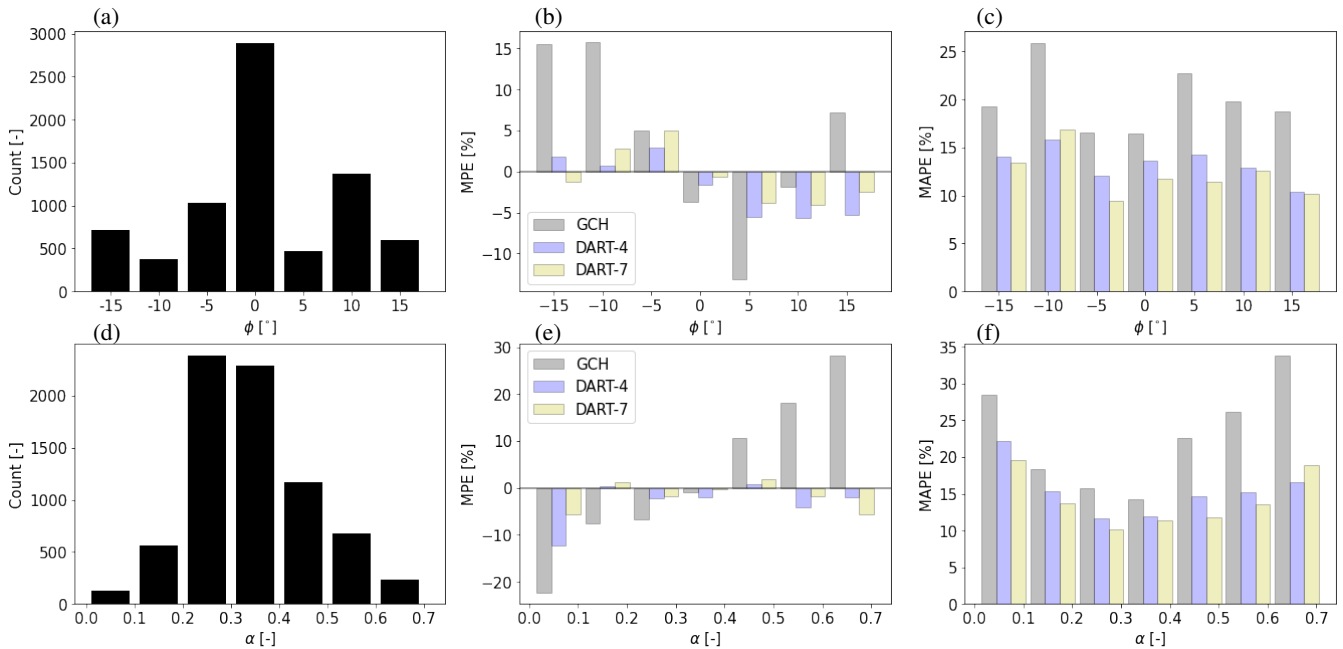 (a)
3000
2500
2000
1500
1000
500
0
Count [-]
-15 -10 -5 0 5 10 15
ϕ [°]
(b)
15
10
5
0
−5
−10
MPE [%]
GCH
DART-4
DART-7
−15 −10 −5 0 5 10 15
ϕ [°]
(c)
25
20
15
10
5
0
MAPE [%]
−15 −10 −5 0 5 10 15
ϕ [°]
(d)
2000
1500
1000
500
0
Count [-]
0.0 0.1 0.2 0.3 0.4 0.5 0.6 0.7
α [-]
(e)
30
20
10
0
−10
−20
MPE [%]
GCH
DART-4
DART-7
0.0 0.1 0.2 0.3 0.4 0.5 0.6 0.7
α [-]
(f)
35
30
25
20
15
10
5
0
MAPE [%]
0.0 0.1 0.2 0.3 0.4 0.5 0.6 0.7
α [-]